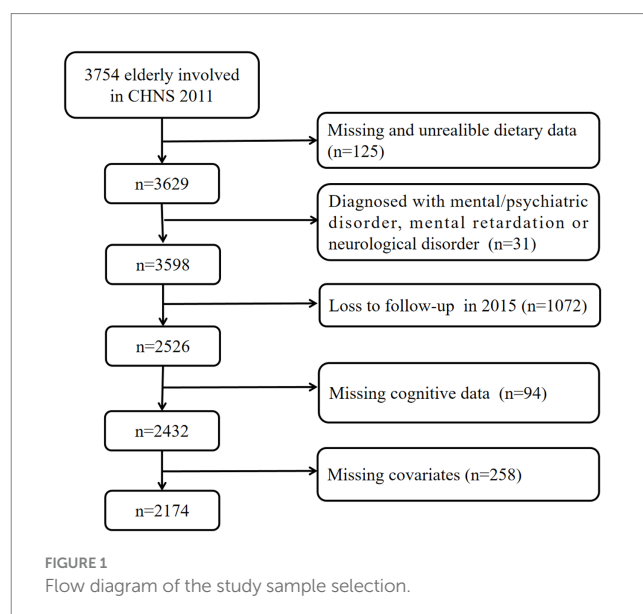 3754 elderly involved
in CHNS 2011
Missing and unrealible dietary data
(n=125)
n=3629
Diagnosed with mental/psychiatric
disorder, mental retardation or
neurological disorder (n=31)
n=3598
Loss to follow-up in 2015 (n=1072)
n=2526
Missing cognitive data (n=94)
n=2432
Missing covariates (n=258)
n=2174
FIGURE 1
Flow diagram of the study sample selection.